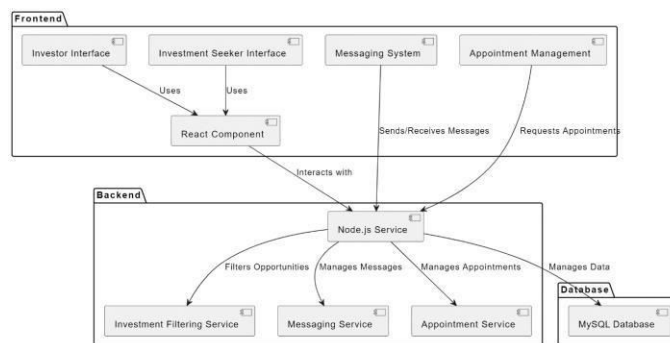 Frontend
Investor Interface
Investment Seeker Interface
Messaging System
Appointment Management
Uses
Uses
React Component
Sends/Receives Messages
Requests Appointments
Interacts with
Backend
Node.js Service
Filters Opportunities
Manages Messages
Manages Appointments
Manages Data
Database
Investment Filtering Service
Messaging Service
Appointment Service
MySQL Database